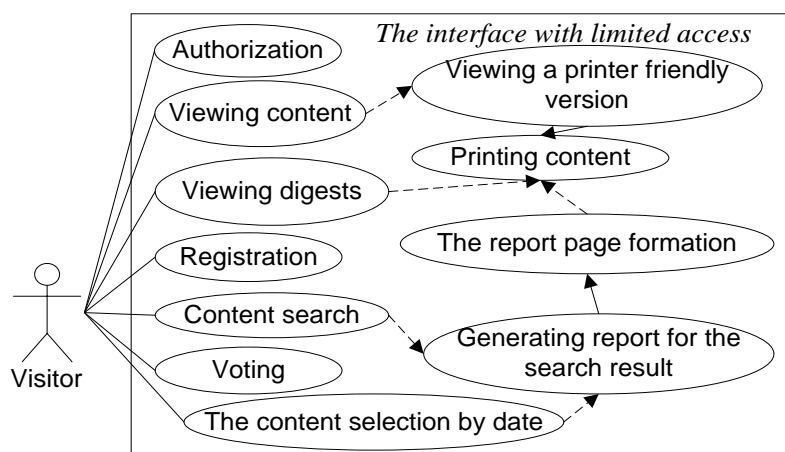 The interface with limited access
Authorization
Viewing a printer friendly
version
Viewing content
Printing content
Viewing digests
The report page formation
Registration
Content search
Generating report for the
search result
Voting
Visitor
The content selection by date